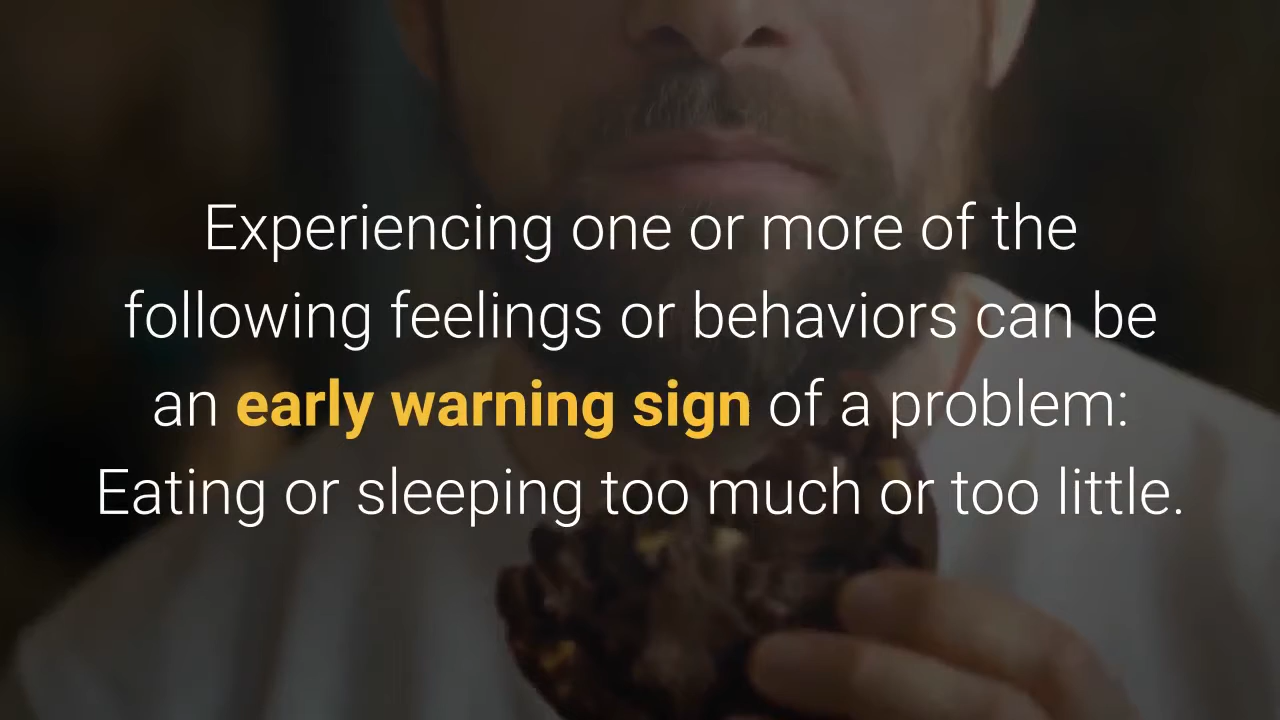 Experiencing one or more of the
following feelings or behaviors can be
an early warning sign of a problem:
Eating or sleeping too much or too little.